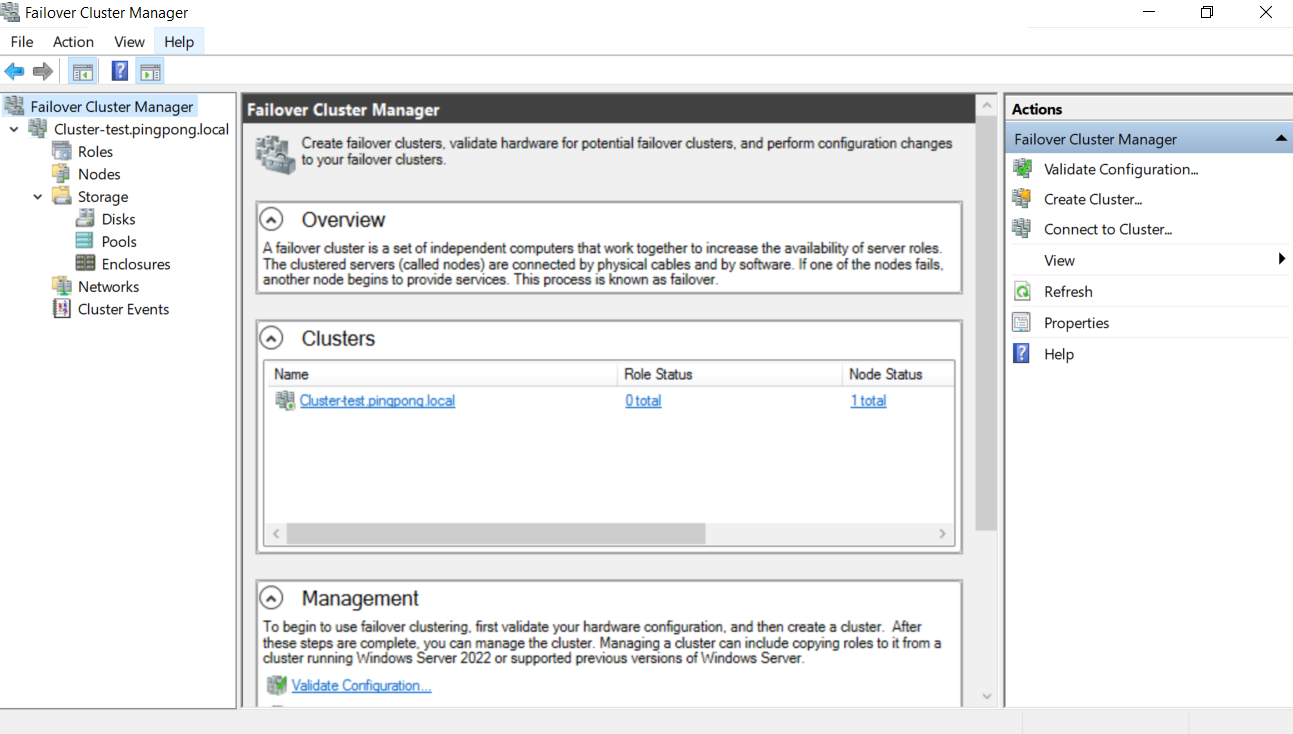 Failover Cluster Manager
File Action View Help
Failover Cluster Manager
Cluster-test.pingpong.local
Roles
Nodes
Storage
Disks
Pools
Enclosures
Networks
Cluster Events
Failover Cluster Manager
Create failover clusters, validate hardware for potential failover clusters, and perform configuration changes
to your failover clusters.
Overview
A failover cluster is a set of independent computers that work together to increase the availability of server roles.
The clustered servers (called nodes) are connected by physical cables and by software. If one of the nodes fails,
another node begins to provide services. This process is known as failover.
Clusters
Name Role Status Node Status
Cluster-test.pingpong.local 0 total 1 total
Management
To begin to use failover clustering, first validate your hardware configuration, and then create a cluster. After
these steps are complete, you can manage the cluster. Managing a cluster can include copying roles to it from a
cluster running Windows Server 2022 or supported previous versions of Windows Server.
Validate Configuration...
Actions
Failover Cluster Manager
Validate Configuration...
Create Cluster...
Connect to Cluster...
View
Refresh
Properties
Help